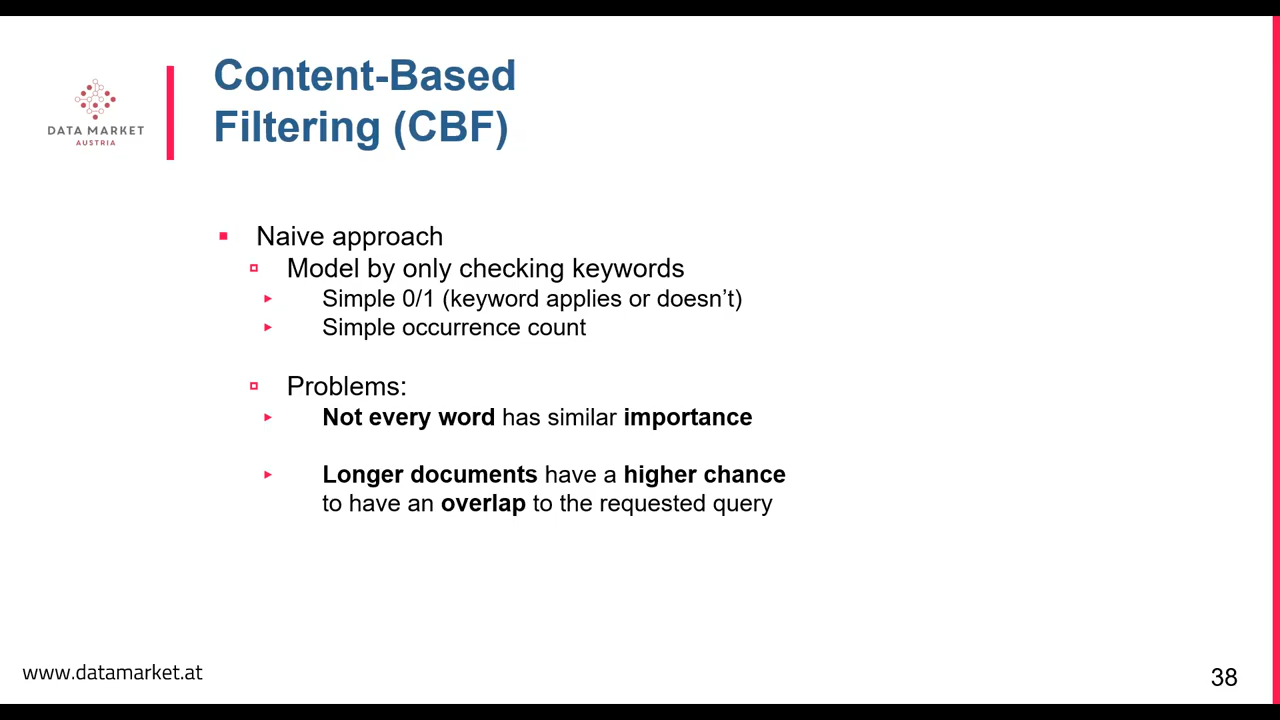 Content-Based
Filtering (CBF)
DATA MARKET
AUSTRIA
Naive approach
Model by only checking keywords
Simple 0/1 (keyword applies or doesn’t)
Simple occurrence count
Problems:
Not every word has similar importance
Longer documents have a higher chance
to have an overlap to the requested query
www.datamarket.at
38